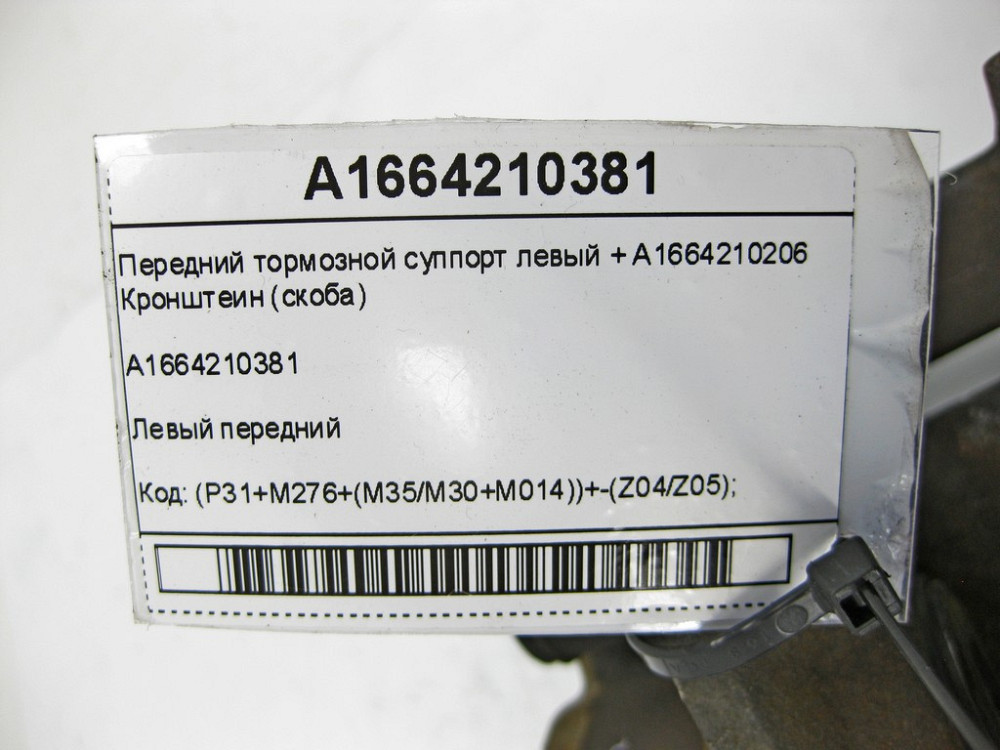 A1664210381
Передний тормозной суппорт левый + A1664210206
Кронштеин (скоба)
A1664210381
Левый передний
Код: (P31+M276+(M35/M30+M014))+-(Z04/Z05);